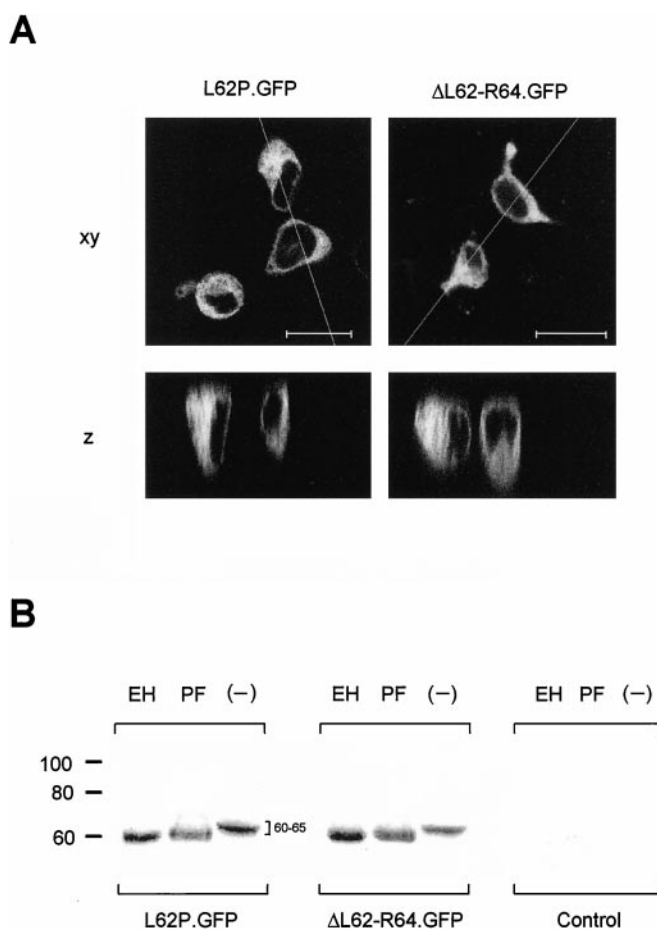 A
L62P.GFP ΔL62-R64.GFP
xy
z
B
EH PF (–) EH PF (–) EH PF (–)
100
80
60
60-65
L62P.GFP ΔL62-R64.GFP Control